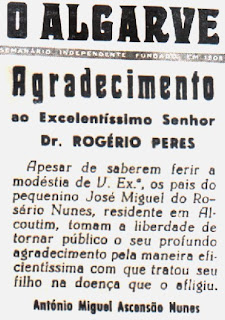 O ALGARVE
SEMANÁRIO INDEPENDENTE FUNDADO EM 1908
Agradecimento
ao Excelentíssimo Senhor
Dr. ROGÉRIO PERES
Apesar de saberem ferir a
modéstia de V. Ex.ª, os pais do
pequenino José Miguel do Ro-
sário Nunes, residente em Al-
coutim, tomam a liberdade de
tornar público o seu profundo
agradecimento pela maneira efi-
cientíssima com que tratou seu
filho na doença que o afligiu.
António Miguel Ascensão Nunes